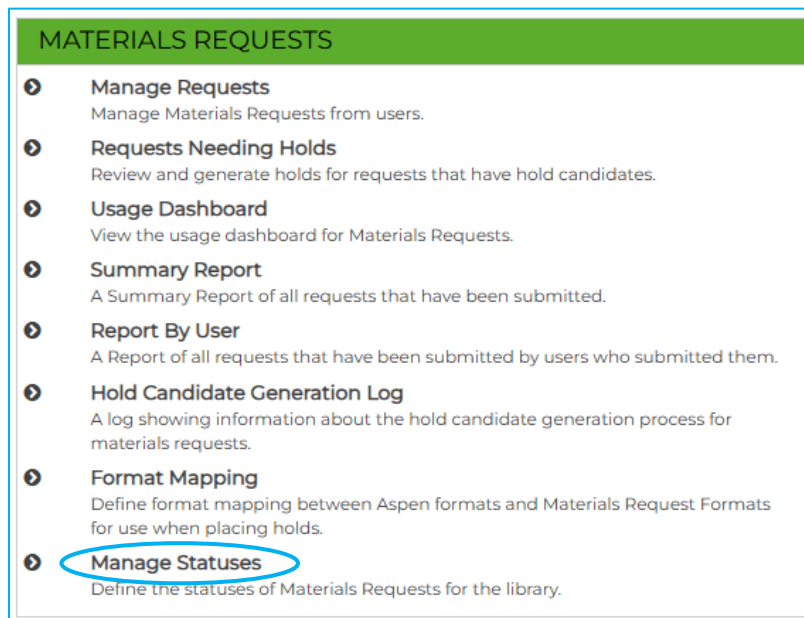 MATERIALS REQUESTS
Manage Requests
Manage Materials Requests from users.
Requests Needing Holds
Review and generate holds for requests that have hold candidates.
Usage Dashboard
View the usage dashboard for Materials Requests.
Summary Report
A Summary Report of all requests that have been submitted.
Report By User
A Report of all requests that have been submitted by users who submitted them.
Hold Candidate Generation Log
A log showing information about the hold candidate generation process for
materials requests.
Format Mapping
Define format mapping between Aspen formats and Materials Request Formats
for use when placing holds.
Manage Statuses
Define the statuses of Materials Requests for the library.